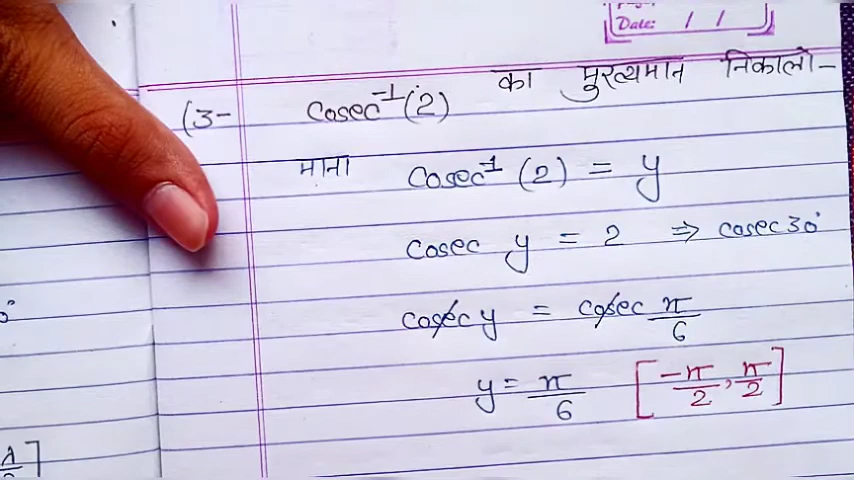 Date: / /
(3- cosec⁻¹(2) का मुख्यमान निकालो-
माना cosec⁻¹ (2) = y
cosec y = 2 ⇒ cosec 30°
cosec y = cosec π/6
y = π/6 [-π/2, π/2]